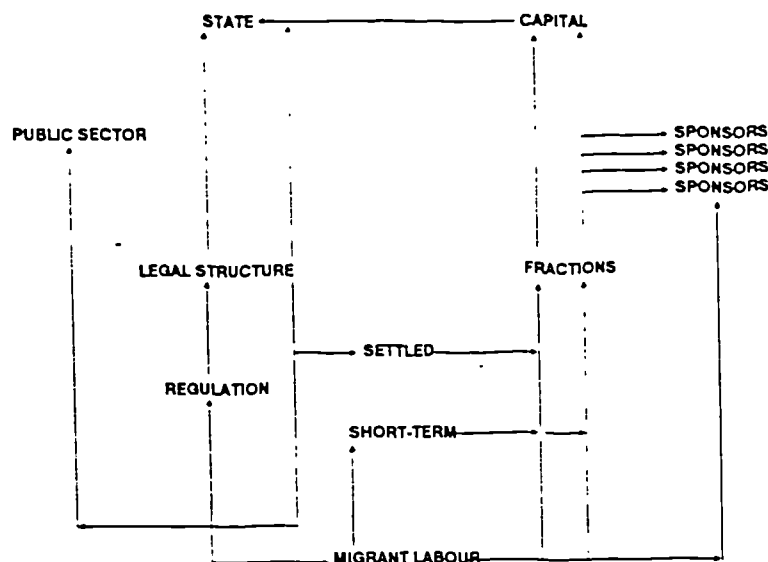 STATE CAPITAL
PUBLIC SECTOR
SPONSORS
SPONSORS
SPONSORS
SPONSORS
LEGAL STRUCTURE FRACTIONS
SETTLED
REGULATION
SHORT-TERM
MIGRANT LABOUR